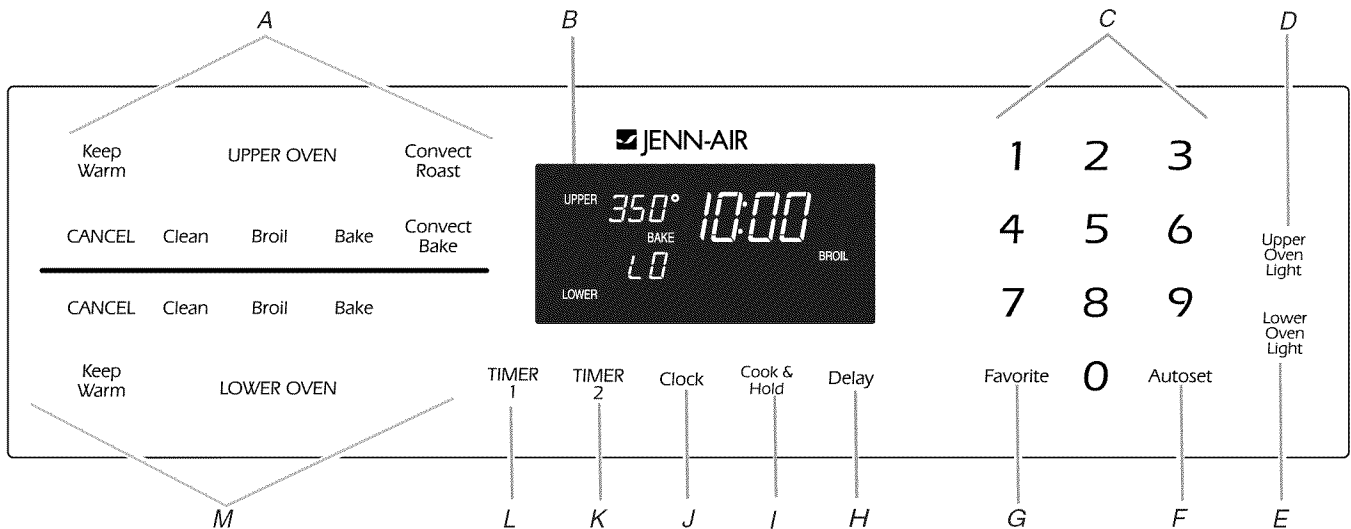 A B C D
JENN-AIR
Keep Warm UPPER OVEN Convect Roast
CANCEL Clean Broil Bake Convect Bake
CANCEL Clean Broil Bake
Keep Warm LOWER OVEN
UPPER 350° 10:00
BAKE BROIL
LO
LOWER
TIMER 1 TIMER 2 Clock Cook & Hold Delay
1 2 3
4 5 6
7 8 9
Favorite 0 Autoset
Upper Oven Light
Lower Oven Light
M L K J I H G F E